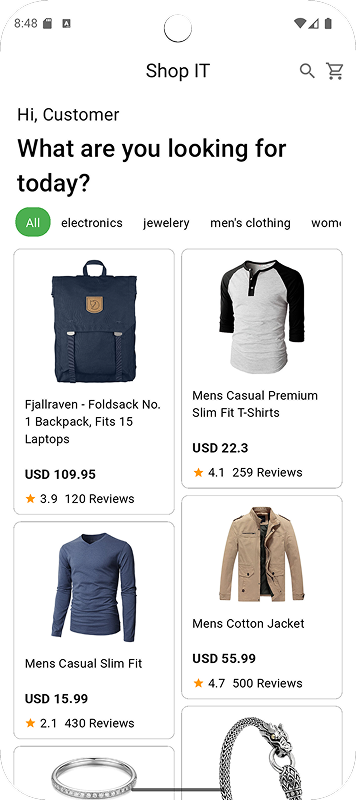 8:48
Shop IT
Hi, Customer
What are you looking for
today?
All electronics jewelery men's clothing
Fjallraven - Foldsack No.
1 Backpack, Fits 15
Laptops
USD 109.95
3.9 120 Reviews
Mens Casual Premium
Slim Fit T-Shirts
USD 22.3
4.1 259 Reviews
Mens Casual Slim Fit
USD 15.99
2.1 430 Reviews
Mens Cotton Jacket
USD 55.99
4.7 500 Reviews